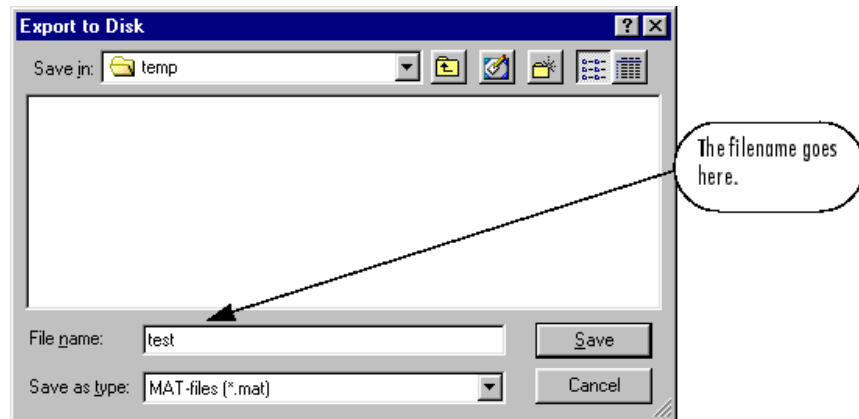 Export to Disk
Save in: temp
The filename goes
here.
File name: test Save
Save as type: MAT-files (*.mat) Cancel